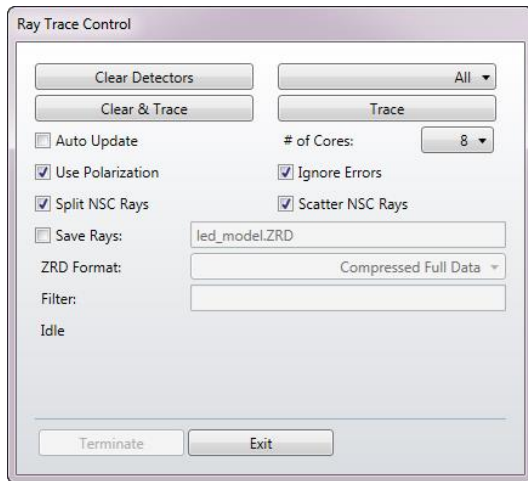 Ray Trace Control
Clear Detectors All
Clear & Trace Trace
Auto Update # of Cores: 8
Use Polarization Ignore Errors
Split NSC Rays Scatter NSC Rays
Save Rays: led_model.ZRD
ZRD Format: Compressed Full Data
Filter:
Idle
Terminate Exit